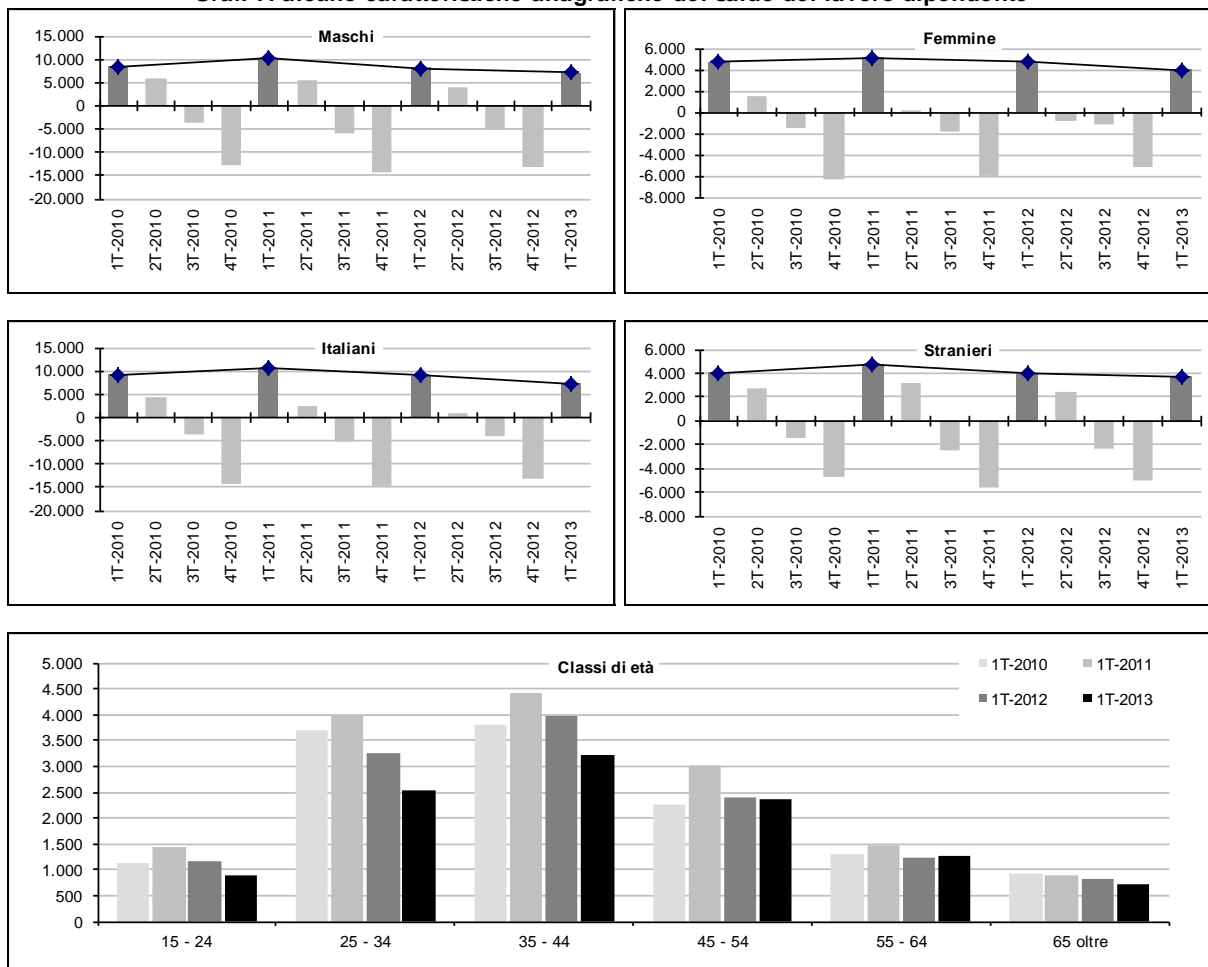 alcune caratteristiche anagrafiche del saldo del lavoro dipendente
Maschi
15.000
10.000
5.000
0
-5.000
-10.000
-15.000
-20.000
1T-2010
2T-2010
3T-2010
4T-2010
1T-2011
2T-2011
3T-2011
4T-2011
1T-2012
2T-2012
3T-2012
4T-2012
1T-2013
Femmine
6.000
4.000
2.000
0
-2.000
-4.000
-6.000
-8.000
1T-2010
2T-2010
3T-2010
4T-2010
1T-2011
2T-2011
3T-2011
4T-2011
1T-2012
2T-2012
3T-2012
4T-2012
1T-2013
Italiani
15.000
10.000
5.000
0
-5.000
-10.000
-15.000
-20.000
1T-2010
2T-2010
3T-2010
4T-2010
1T-2011
2T-2011
3T-2011
4T-2011
1T-2012
2T-2012
3T-2012
4T-2012
1T-2013
Stranieri
6.000
4.000
2.000
0
-2.000
-4.000
-6.000
-8.000
1T-2010
2T-2010
3T-2010
4T-2010
1T-2011
2T-2011
3T-2011
4T-2011
1T-2012
2T-2012
3T-2012
4T-2012
1T-2013
Classi di età
1T-2010 1T-2011
1T-2012 1T-2013
5.000
4.500
4.000
3.500
3.000
2.500
2.000
1.500
1.000
500
0
15 - 24 25 - 34 35 - 44 45 - 54 55 - 64 65 oltre